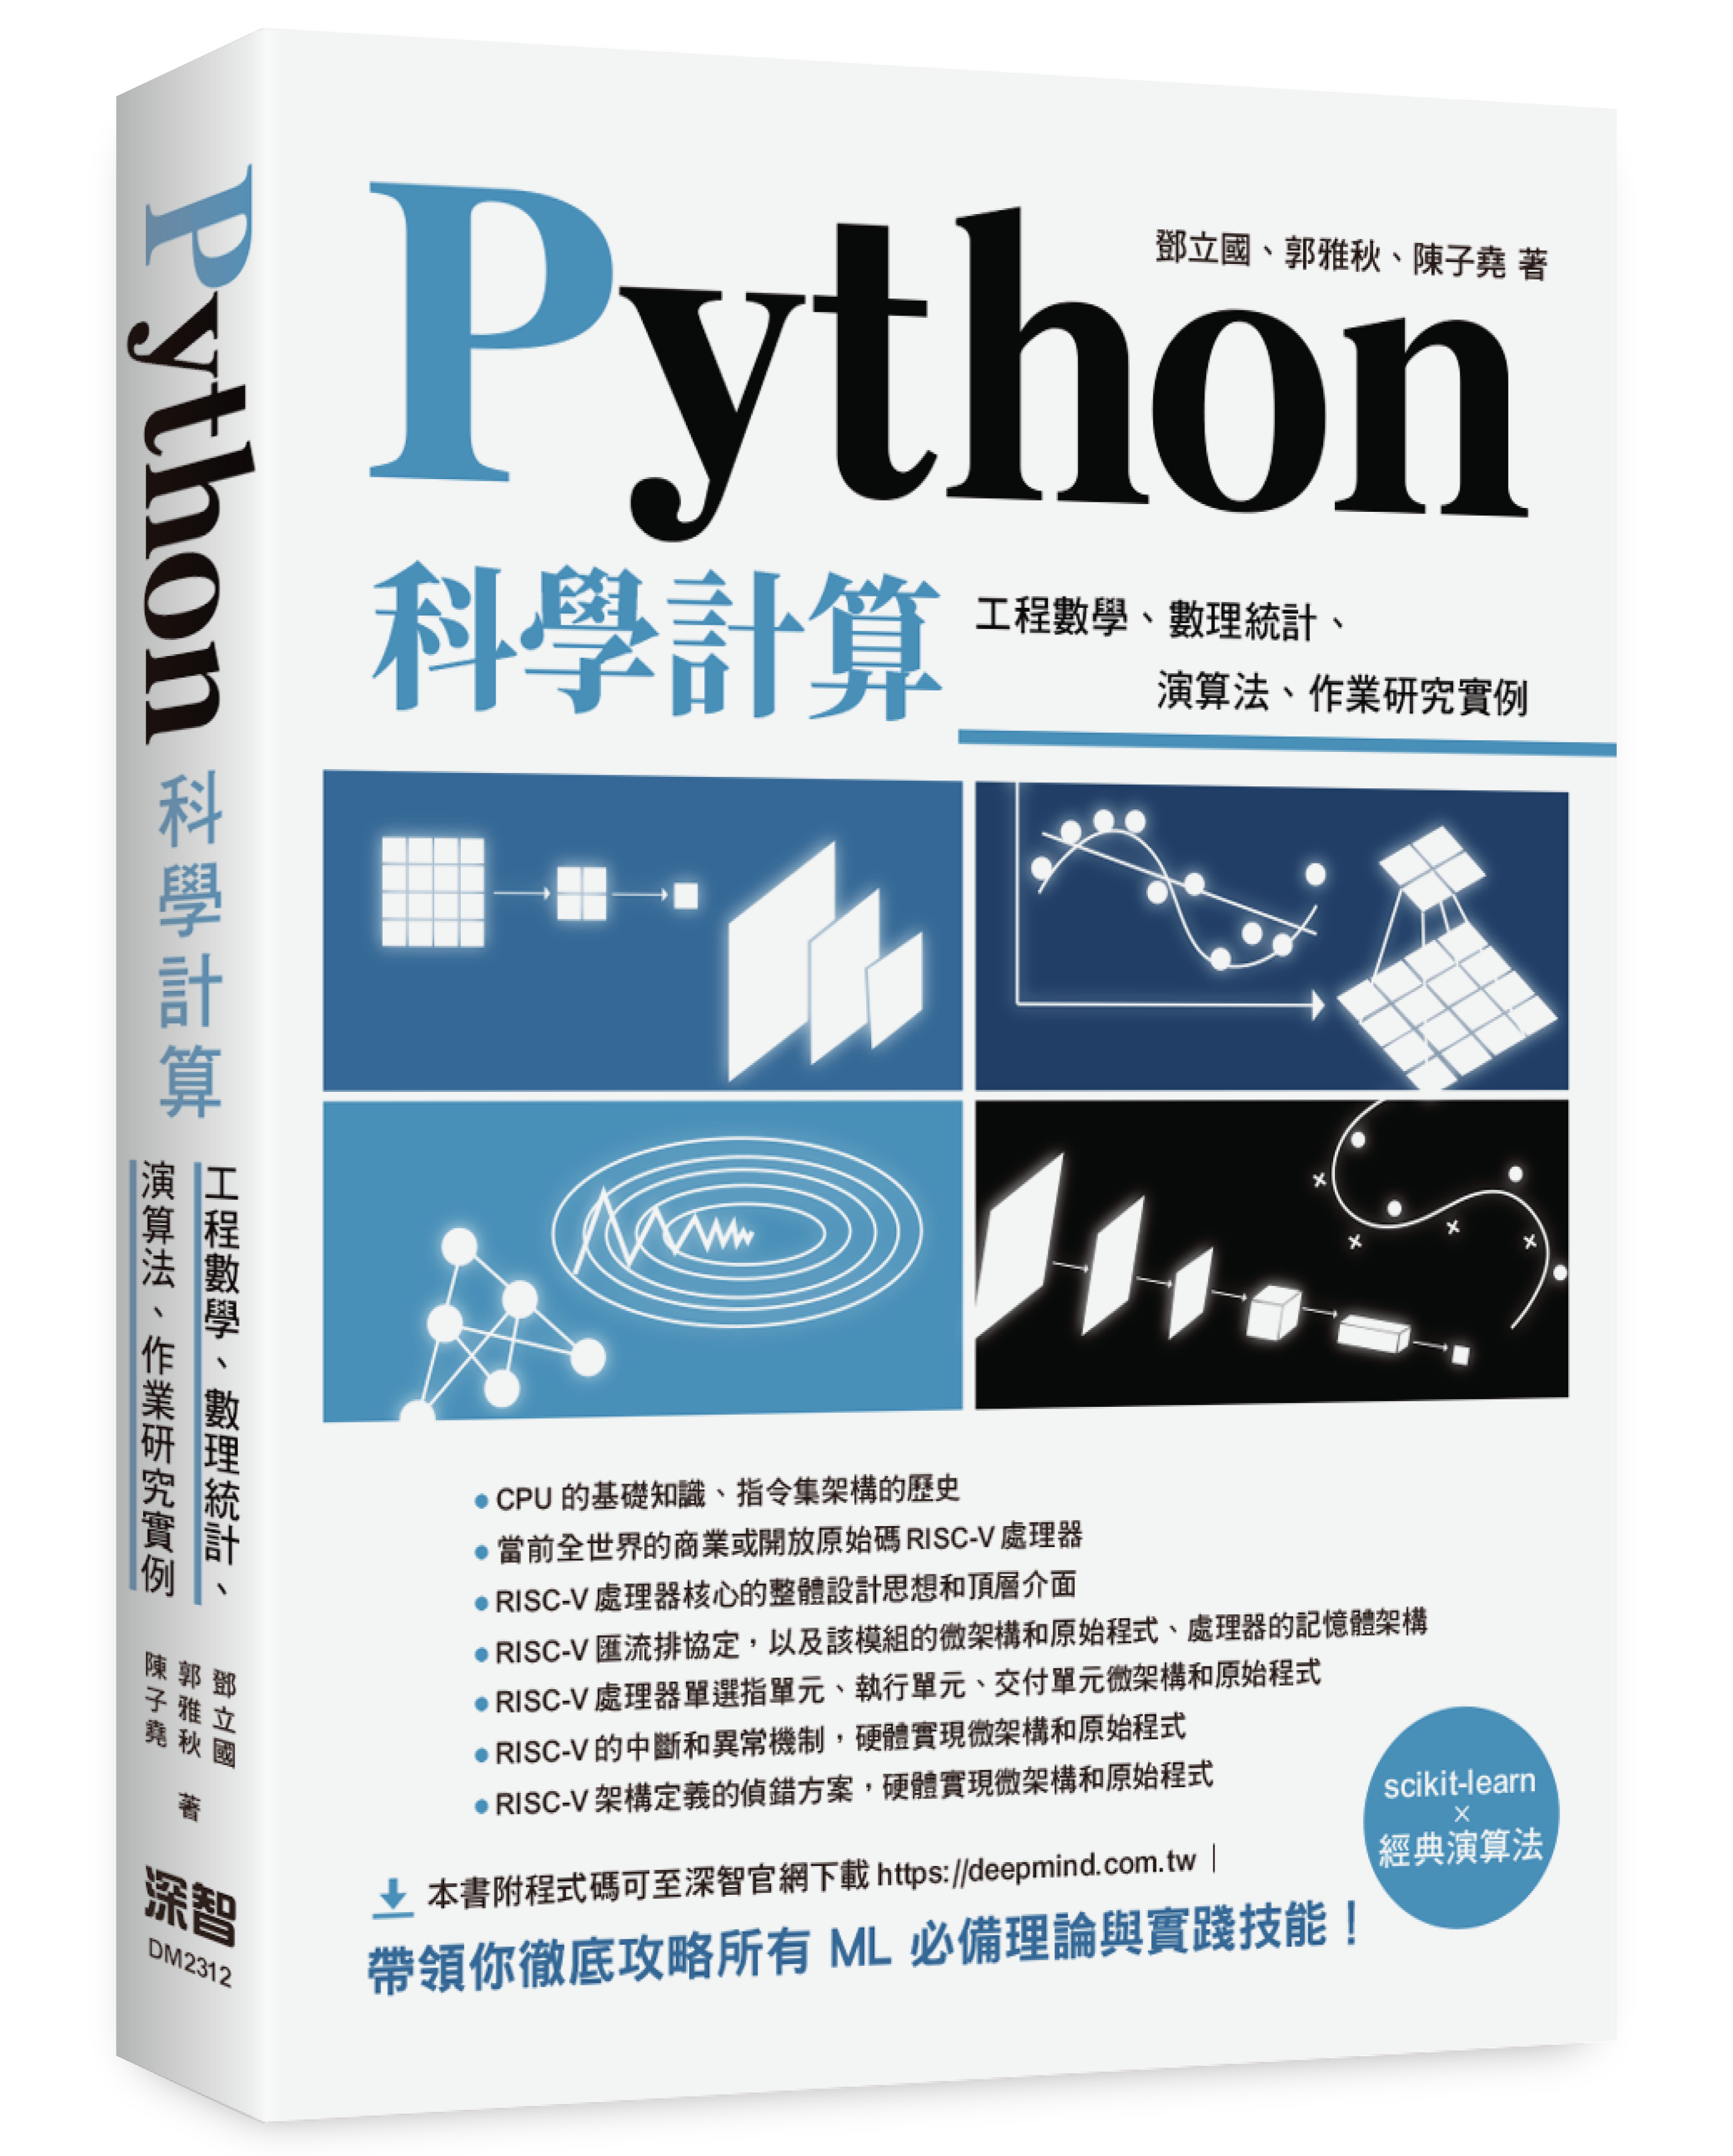 Python
鄧立國、郭雅秋、陳子堯 著
科學計算
工程數學、數理統計、
演算法、作業研究實例
CPU 的基礎知識、指令集架構的歷史
當前全世界的商業或開放原始碼 RISC-V 處理器
RISC-V 處理器核心的整體設計思想和頂層介面
RISC-V 匯流排協定，以及該模組的微架構和原始程式、處理器的記憶體架構
RISC-V 處理器單選指單元、執行單元、交付單元微架構和原始程式
RISC-V 的中斷和異常機制，硬體實現微架構和原始程式
RISC-V 架構定義的偵錯方案，硬體實現微架構和原始程式
scikit-learn
×
經典演算法
本書附程式碼可至深智官網下載 https://deepmind.com.tw
帶領你徹底攻略所有 ML 必備理論與實踐技能！
Python 科學計算
工程數學、數理統計、
演算法、作業研究實例
鄧立國
郭雅秋 著
陳子堯
深智
DM2312